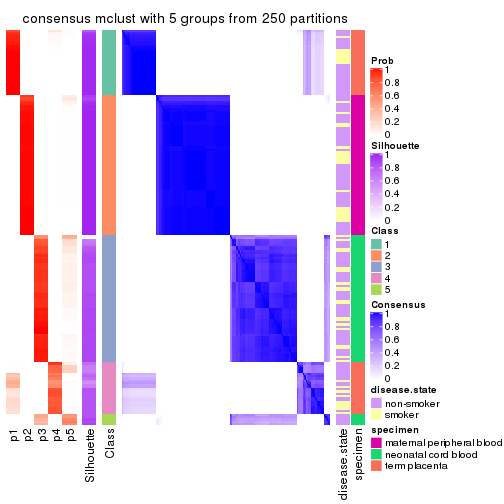 consensus mclust with 5 groups from 250 partitions
Prob
1
0.8
0.6
0.4
0.2
0
Silhouette
1
0.8
0.6
0.4
0.2
0
Class
1
2
3
4
5
Consensus
1
0.8
0.6
0.4
0.2
0
disease.state
non-smoker
smoker
specimen
maternal peripheral blood
neonatal cord blood
term placenta
p1
p2
p3
p4
p5
Silhouette
Class
disease.state
specimen